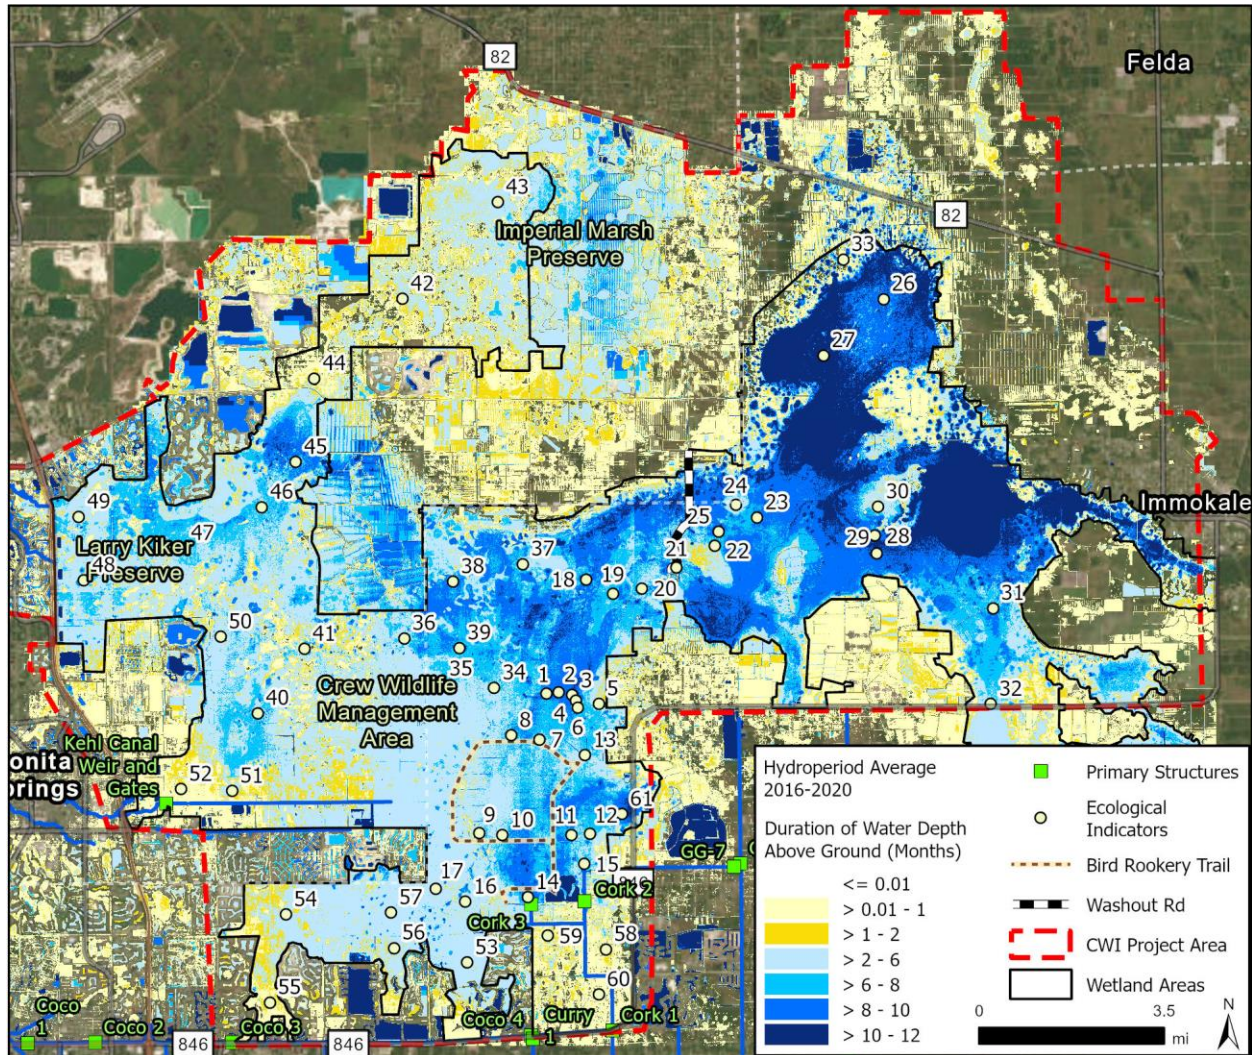 82
Felda
43
Imperial Marsh
Preserve
82
33
26
42
27
44
45
49
46
24
23
30
Immokale
47
25
Larry Kiker
Preserve
37
21
22
29
28
48
38
18
19
20
31
50
41
36
39
35
34
1
2
3
5
32
40
Crew Wildlife
Management
Area
4
6
8
7
13
Kehl Canal
Weir and
Gates
onita
prings
52
51
61
9
10
11
12
GG-7
15
17
16
14
Cork 2
54
57
Cork 3
56
59
58
53
55
60
Coco
1
Coco 2
846
Coco 3
846
Coco 4
Curry
1
Cork 1
Hydroperiod Average
2016-2020
Duration of Water Depth
Above Ground (Months)
<= 0.01
> 0.01 - 1
> 1 - 2
> 2 - 6
> 6 - 8
> 8 - 10
> 10 - 12
Primary Structures
Ecological
Indicators
Bird Rookery Trail
Washout Rd
CWI Project Area
Wetland Areas
0
3.5
mi
N